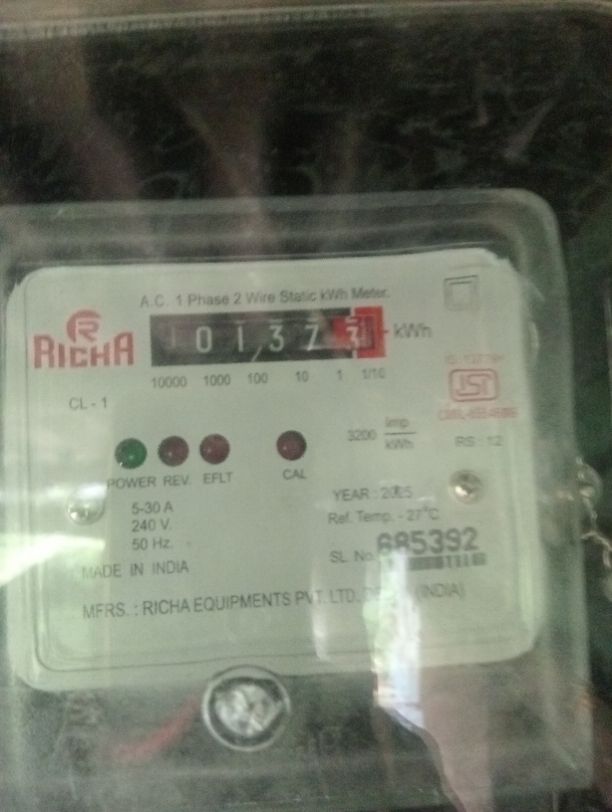 A.C. 1 Phase 2 Wire Static kWh Meter.
RICHA
1 0 1 3 7 3 kWh
10000 1000 100 10 1 1/10
CL - 1
3200 Imp/kWh
RS : 12
POWER REV. EFLT CAL
5-30 A
240 V.
50 Hz.
YEAR : 2005
Ref. Temp. - 27°C
SL. No. 685392
MADE IN INDIA
MFRS. : RICHA EQUIPMENTS PVT. LTD. (INDIA)